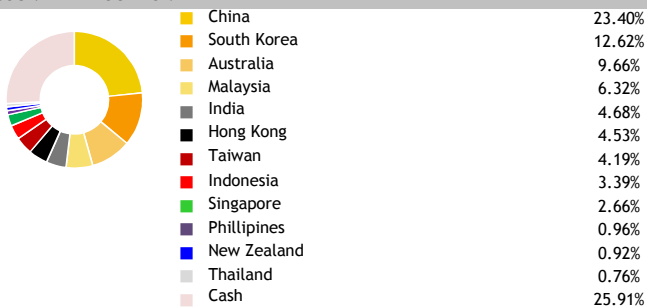 China 23.40%
South Korea 12.62%
Australia 9.66%
Malaysia 6.32%
India 4.68%
Hong Kong 4.53%
Taiwan 4.19%
Indonesia 3.39%
Singapore 2.66%
Phillipines 0.96%
New Zealand 0.92%
Thailand 0.76%
Cash 25.91%